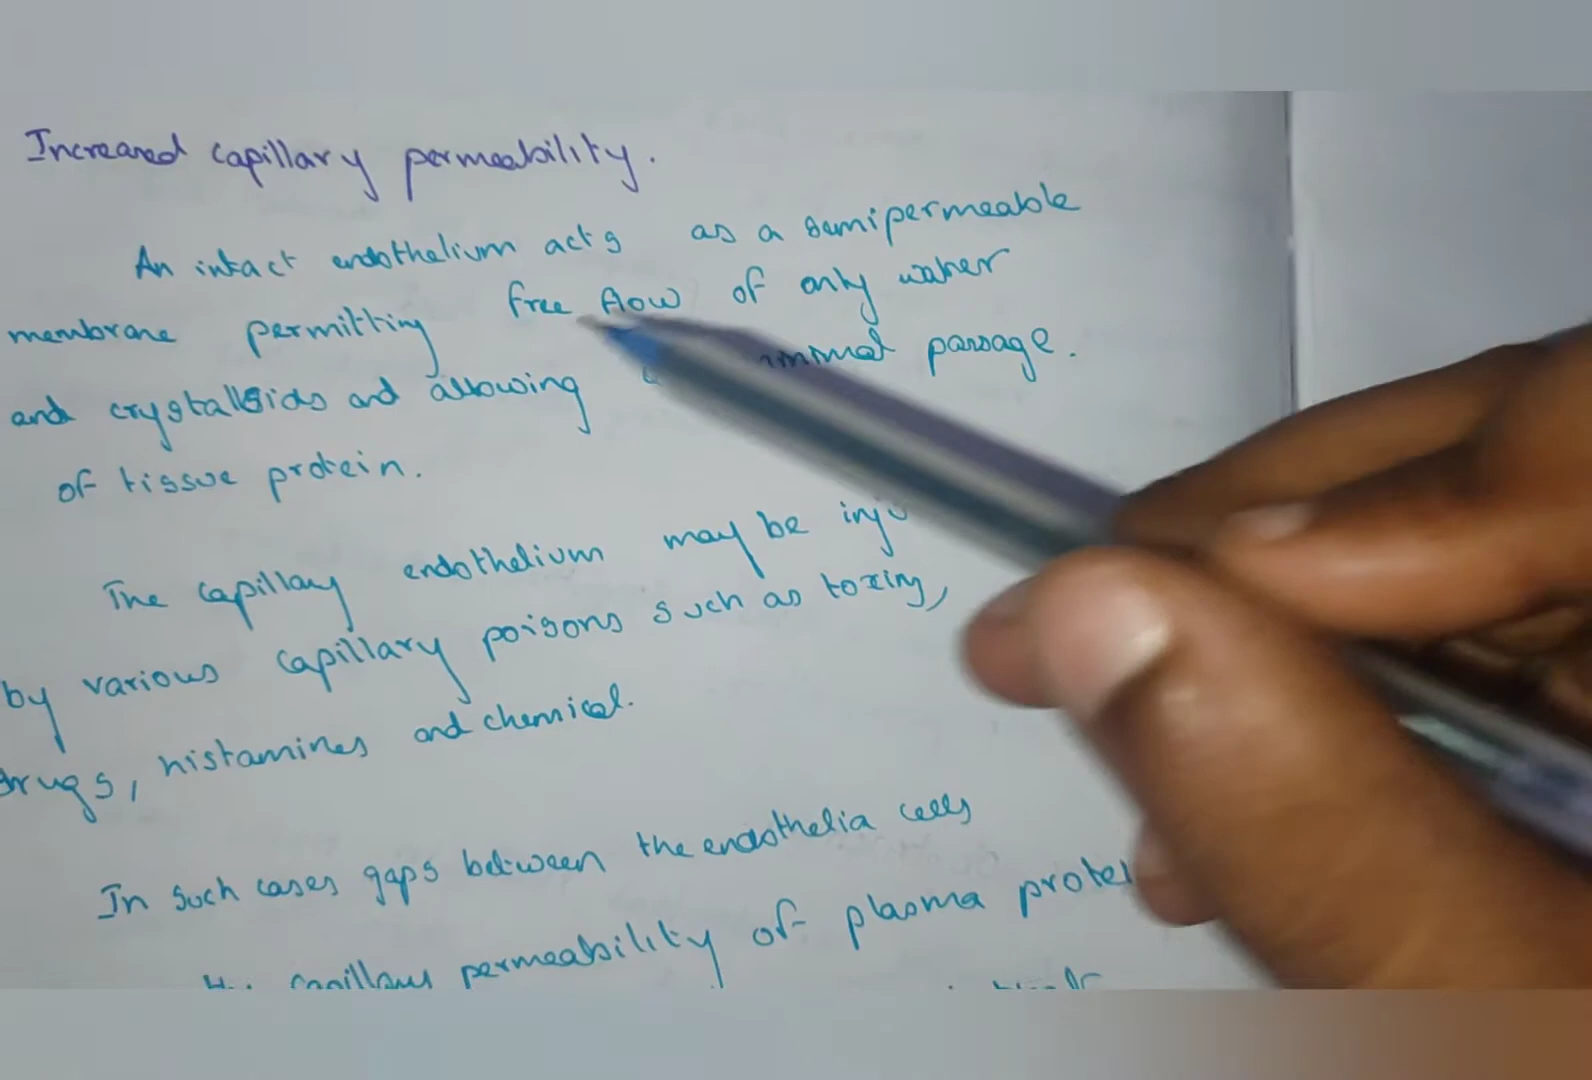 Increased capillary permeability.
An intact endothelium acts as a semipermeable
membrane permitting free flow of only water
and crystalloids and allowing passage.
of tissue protein.
The capillary endothelium may be
by various capillary poisons such as toxins,
drugs, histamines and chemical.
In such cases gaps between the endothelia cells
capillary permeability of plasma